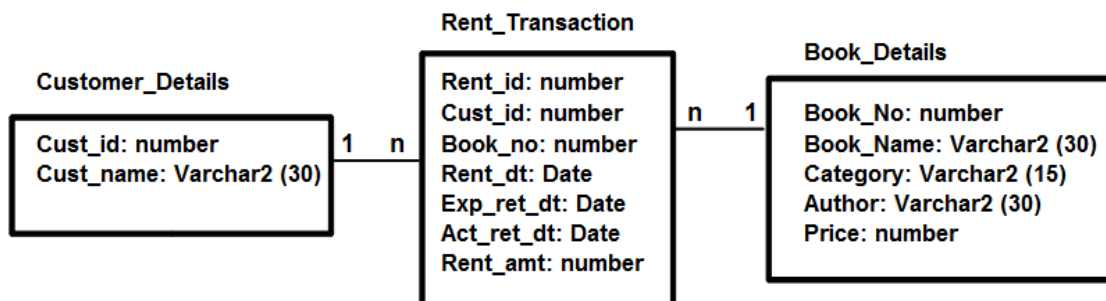 Customer_Details
Cust_id: number
Cust_name: Varchar2 (30)
1 n
Rent_Transaction
Rent_id: number
Cust_id: number
Book_no: number
Rent_dt: Date
Exp_ret_dt: Date
Act_ret_dt: Date
Rent_amt: number
n 1
Book_Details
Book_No: number
Book_Name: Varchar2 (30)
Category: Varchar2 (15)
Author: Varchar2 (30)
Price: number